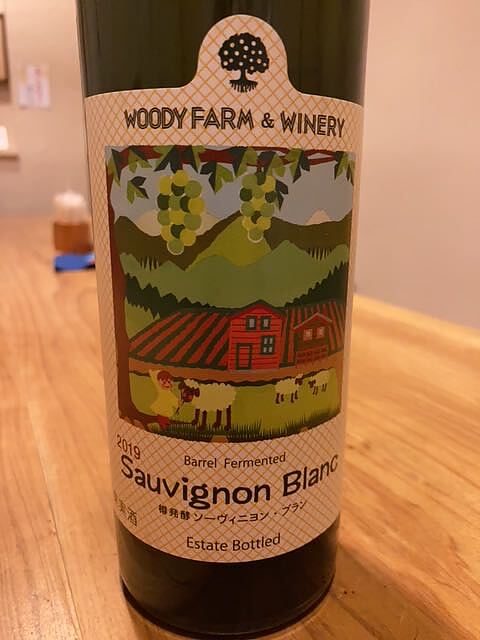 WOODY FARM & WINERY
2019
Barrel Fermented
Sauvignon Blanc
樽発酵 ソーヴィニヨン・ブラン
Estate Bottled